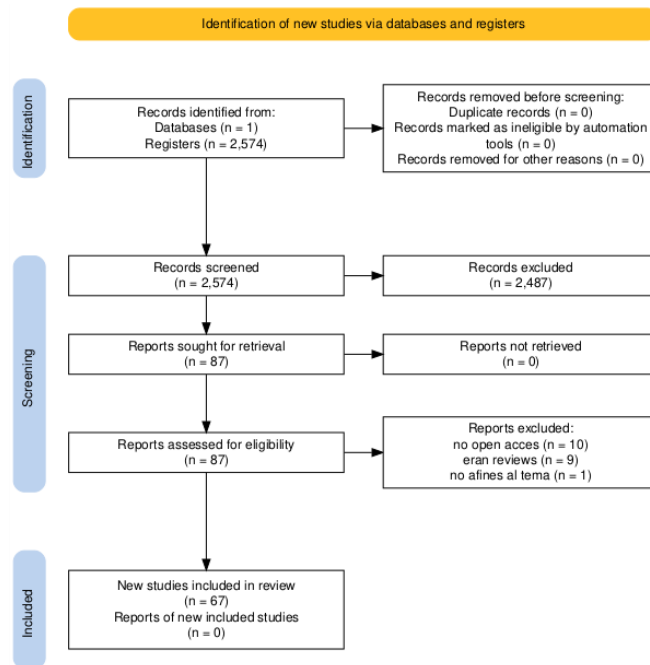 Identification of new studies via databases and registers
Identification
Records identified from:
Databases (n = 1)
Registers (n = 2,574)
Records removed before screening:
Duplicate records (n = 0)
Records marked as ineligible by automation
tools (n = 0)
Records removed for other reasons (n = 0)
Screening
Records screened
(n = 2,574)
Records excluded
(n = 2,487)
Reports sought for retrieval
(n = 87)
Reports not retrieved
(n = 0)
Reports assessed for eligibility
(n = 87)
Reports excluded:
no open acces (n = 10)
eran reviews (n = 9)
no afines al tema (n = 1)
Included
New studies included in review
(n = 67)
Reports of new included studies
(n = 0)